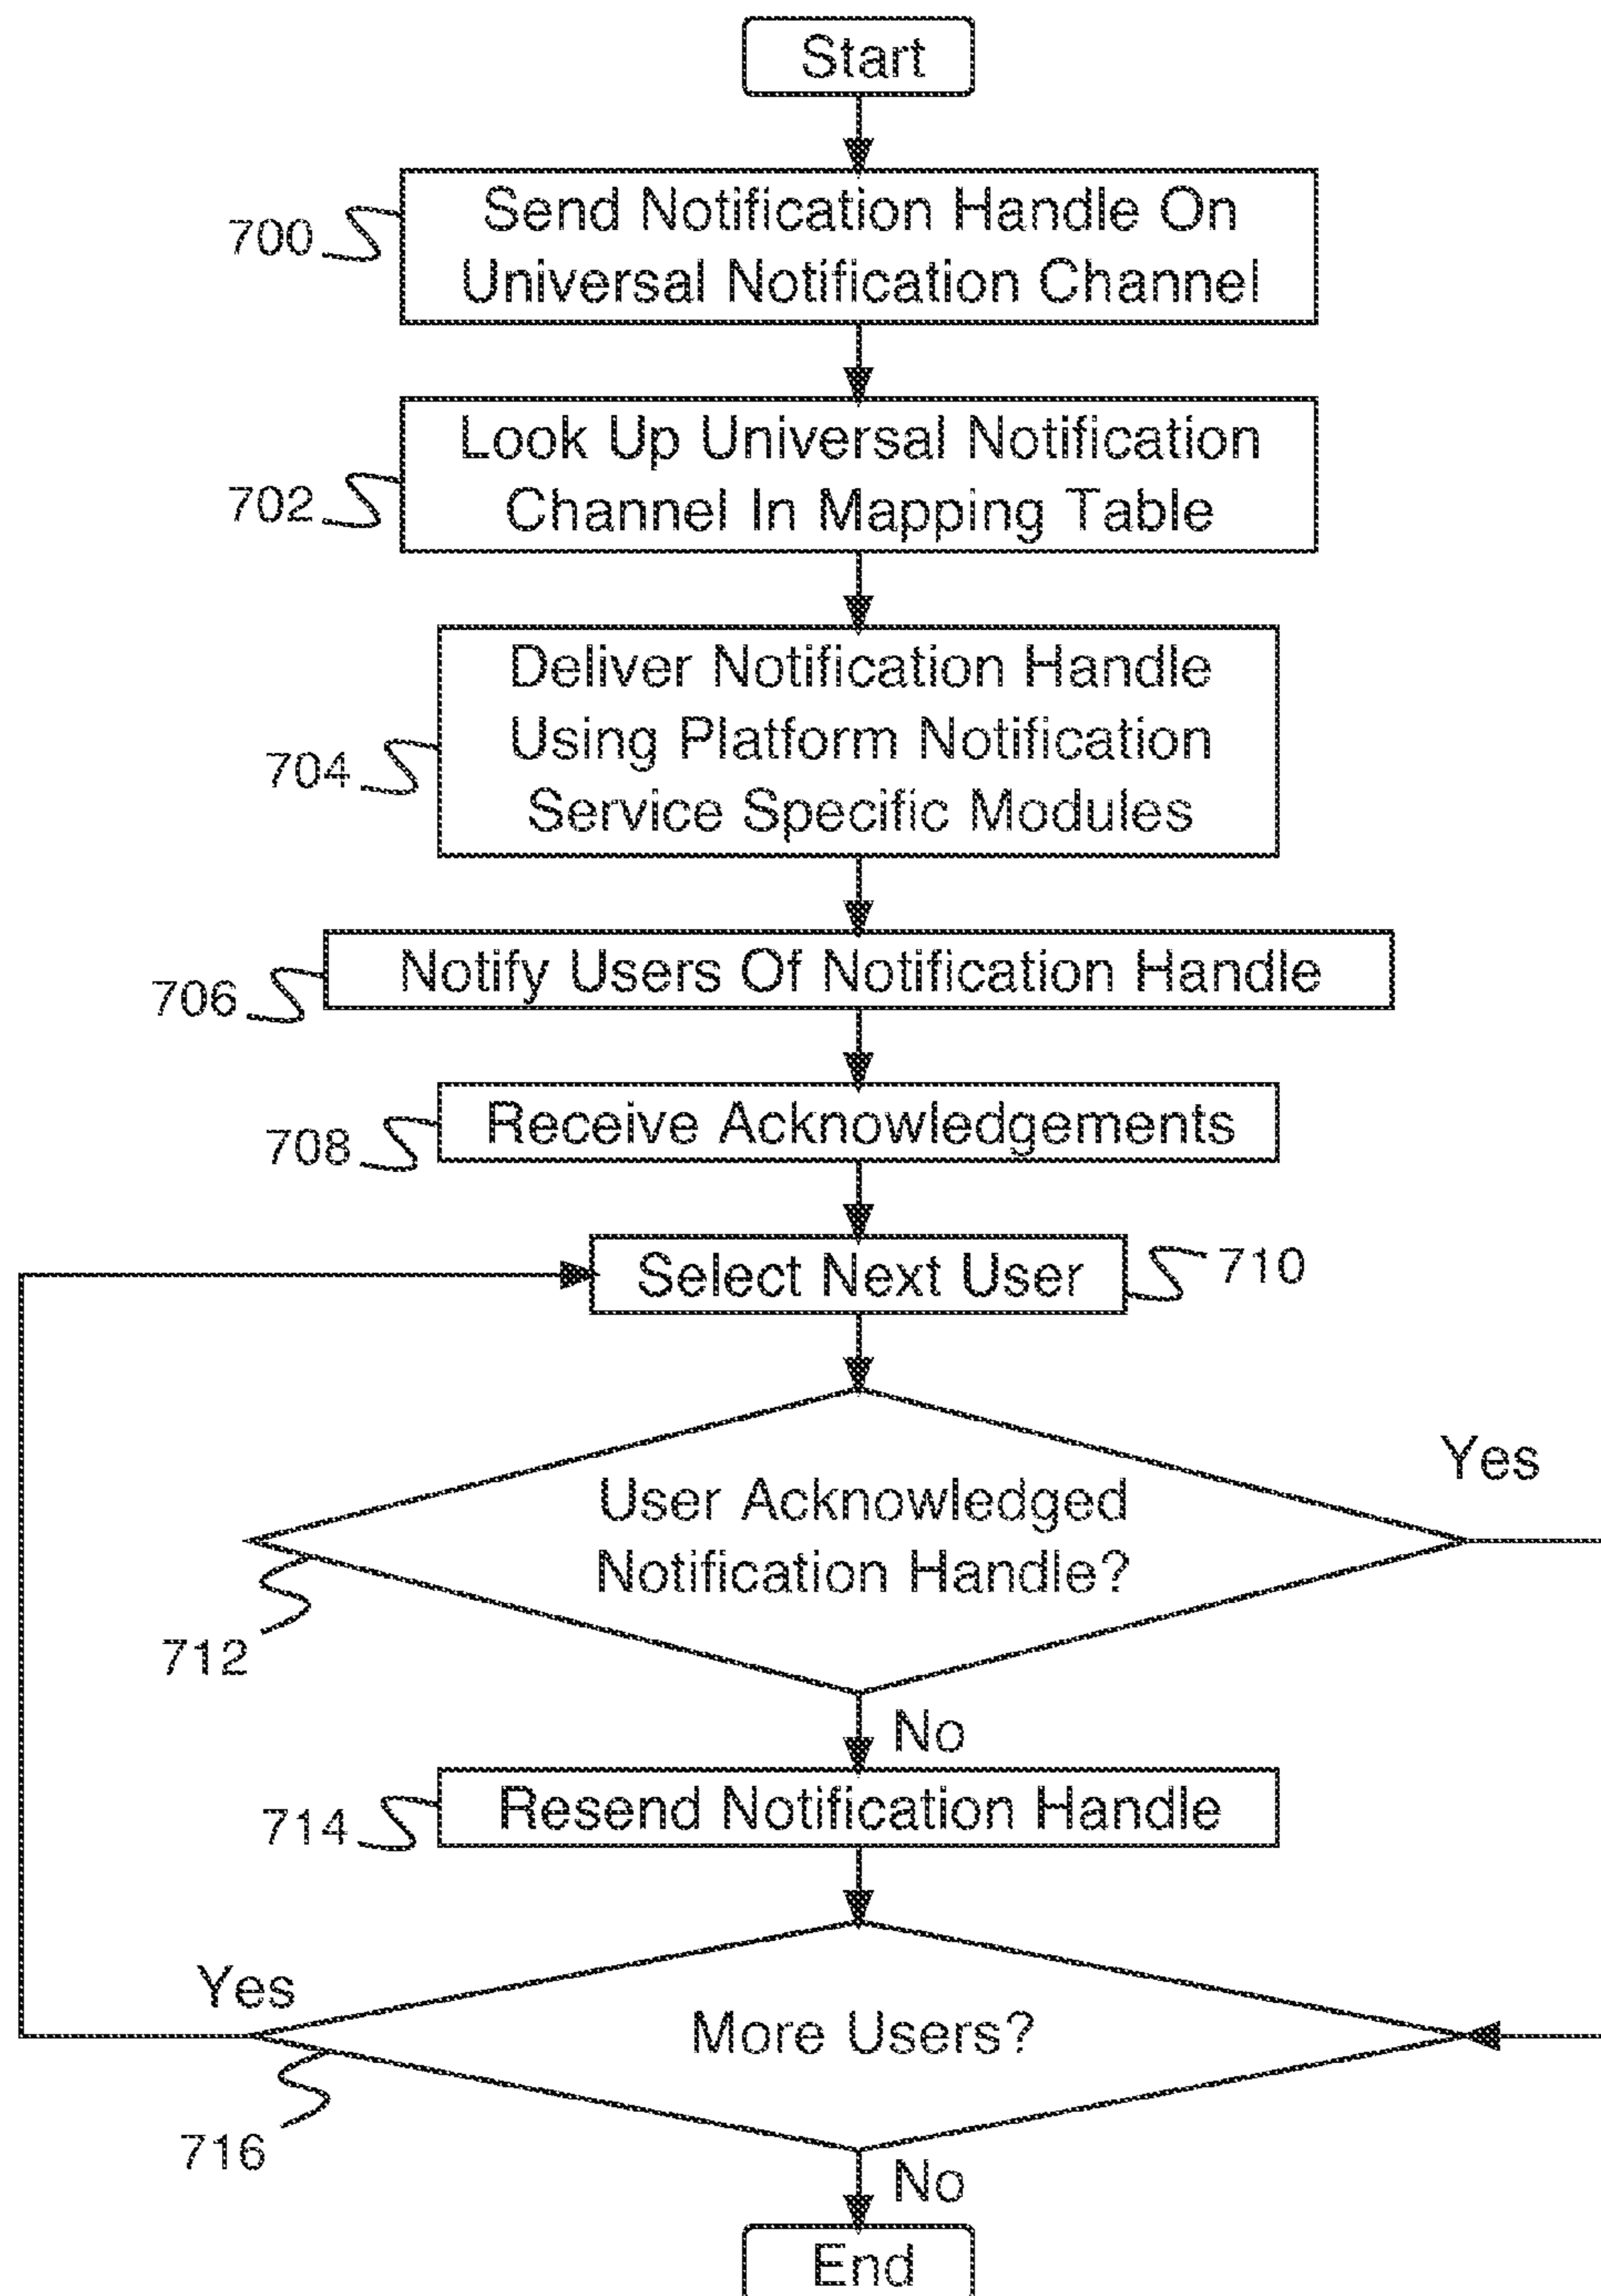 Start
700
Send Notification Handle On
Universal Notification Channel
702
Look Up Universal Notification
Channel In Mapping Table
704
Deliver Notification Handle
Using Platform Notification
Service Specific Modules
706
Notify Users Of Notification Handle
708
Receive Acknowledgements
Select Next User
710
User Acknowledged
Notification Handle?
Yes
712
No
714
Resend Notification Handle
Yes
More Users?
716
No
End